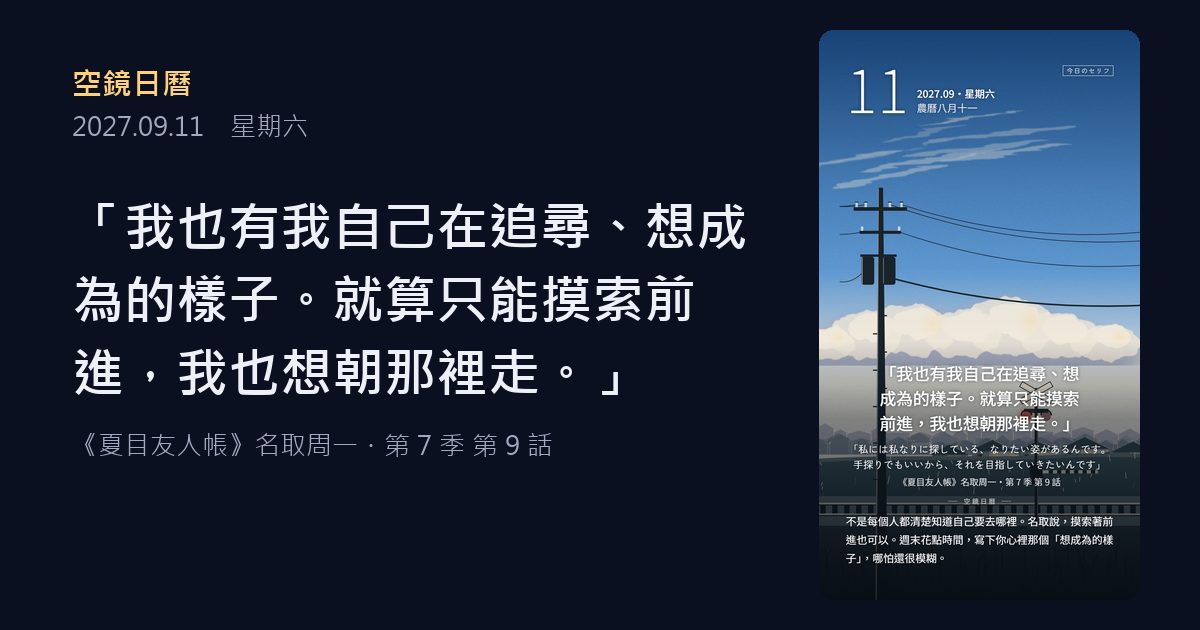 空鏡日曆
2027.09.11 星期六
「我也有我自己在追尋、想成
為的樣子。就算只能摸索前
進，我也想朝那裡走。」
《夏目友人帳》名取周一・第 7 季 第 9 話
11
2027.09・星期六
農曆八月十一
今日のセリフ
「我也有我自己在追尋、想
成為的樣子。就算只能摸索
前進，我也想朝那裡走。」
「私には私なりに探している、なりたい姿があるんです。
手探りでもいいから、それを目指していきたいんです」
《夏目友人帳》名取周一・第 7 季 第 9 話
— 空鏡日曆 —
不是每個人都清楚知道自己要去哪裡。名取說，摸索著前
進也可以。週末花點時間，寫下你心裡那個「想成為的樣
子」，哪怕還很模糊。